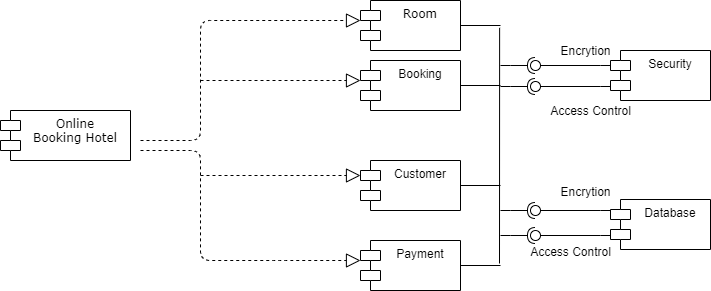 Room
Encrytion
Booking
Security
Access Control
Online
Booking Hotel
Customer
Encrytion
Database
Payment
Access Control